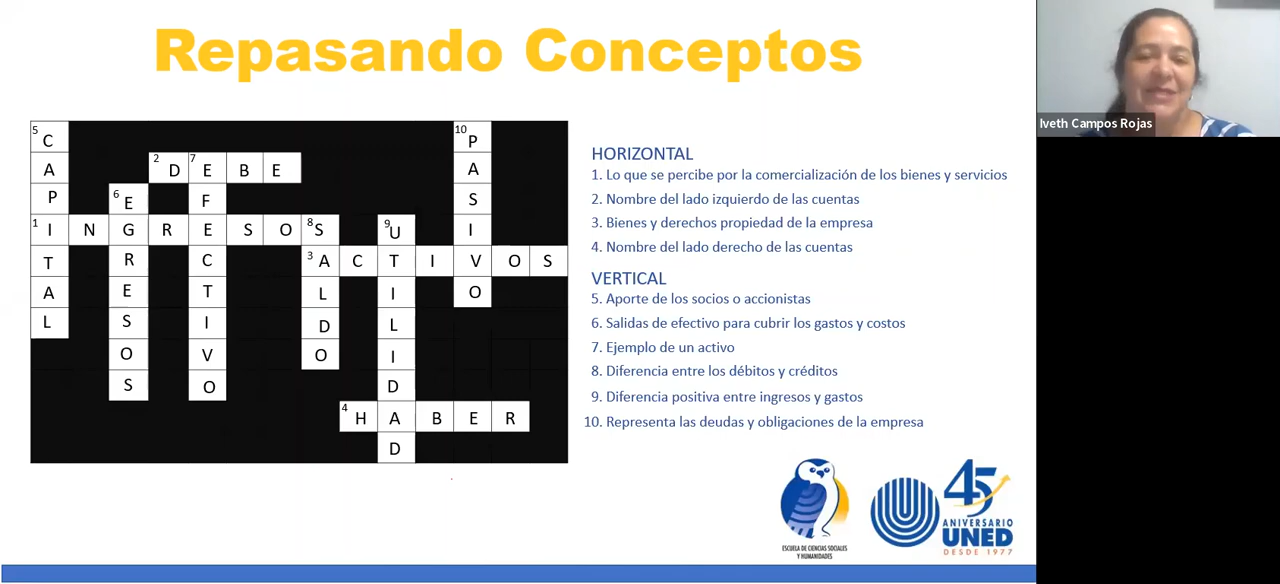 Repasando Conceptos
Iveth Campos Rojas
5 C 10 P
A 2 D 7 E B E A
P 6 E F S
1 I N G R E S O 8 S 9 U I
T R C 3 A C T I V O S
A E T L I O
L S I D L
O V O I
S O D
4 H A B E R
D
HORIZONTAL
1. Lo que se percibe por la comercialización de los bienes y servicios
2. Nombre del lado izquierdo de las cuentas
3. Bienes y derechos propiedad de la empresa
4. Nombre del lado derecho de las cuentas
VERTICAL
5. Aporte de los socios o accionistas
6. Salidas de efectivo para cubrir los gastos y costos
7. Ejemplo de un activo
8. Diferencia entre los débitos y créditos
9. Diferencia positiva entre ingresos y gastos
10. Representa las deudas y obligaciones de la empresa
ESCUELA DE CIENCIAS SOCIALES
Y HUMANIDADES
45
ANIVERSARIO
UNED
DESDE 1977